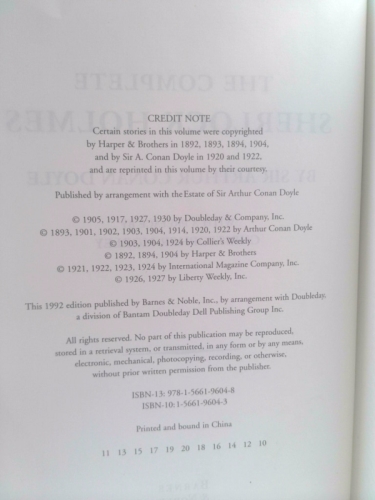 CREDIT NOTE
Certain stories in this volume were copyrighted
by Harper & Brothers in 1892, 1893, 1894, 1904,
and by Sir A. Conan Doyle in 1920 and 1922,
and are reprinted in this volume by their courtesy.
Published by arrangement with the Estate of Sir Arthur Conan Doyle
© 1905, 1917, 1927, 1930 by Doubleday & Company, Inc.
© 1893, 1901, 1902, 1903, 1904, 1914, 1920, 1922 by Arthur Conan Doyle
© 1903, 1904, 1924 by Collier's Weekly
© 1892, 1894, 1904 by Harper & Brothers
© 1921, 1922, 1923, 1924 by International Magazine Company, Inc.
© 1926, 1927 by Liberty Weekly, Inc.
This 1992 edition published by Barnes & Noble, Inc., by arrangement with Doubleday,
a division of Bantam Doubleday Dell Publishing Group Inc.
All rights reserved. No part of this publication may be reproduced,
stored in a retrieval system, or transmitted, in any form or by any means,
electronic, mechanical, photocopying, recording, or otherwise,
without prior written permission from the publisher.
ISBN-13: 978-1-5661-9604-8
ISBN-10: 1-5661-9604-3
Printed and bound in China
11 13 15 17 19 20 18 16 14 12 10